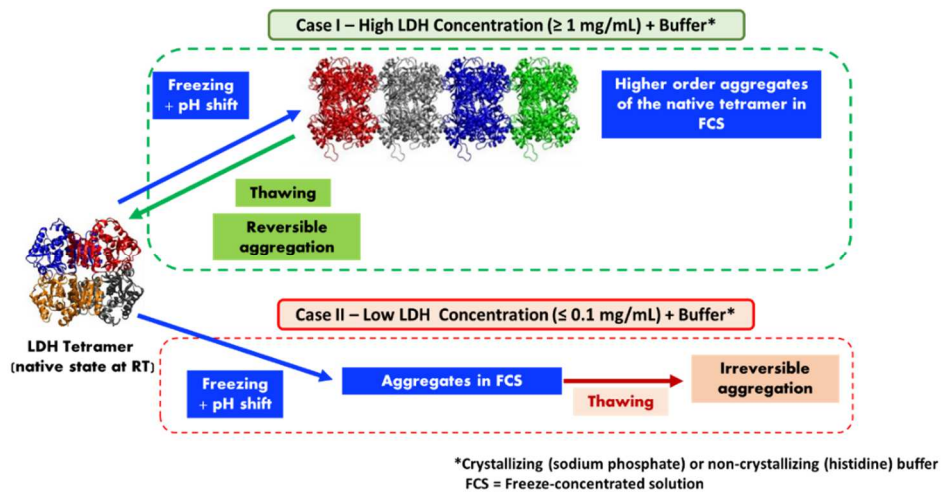 Case I – High LDH Concentration (≥ 1 mg/mL) + Buffer*
Freezing
+ pH shift
Higher order aggregates
of the native tetramer in
FCS
Thawing
Reversible
aggregation
LDH Tetramer
(native state at RT)
Case II – Low LDH Concentration (≤ 0.1 mg/mL) + Buffer*
Freezing
+ pH shift
Aggregates in FCS
Thawing
Irreversible
aggregation
*Crystallizing (sodium phosphate) or non-crystallizing (histidine) buffer
FCS = Freeze-concentrated solution